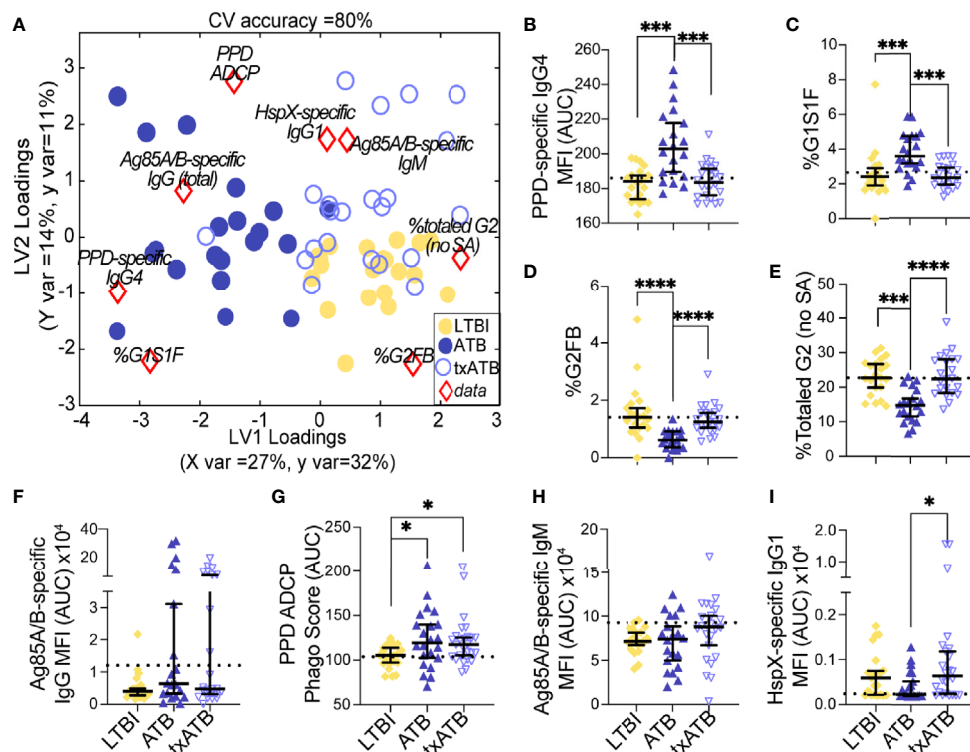 A
CV accuracy =80%
PPD
ADCP
HspX-specific
IgG1
Ag85A/B-specific
IgM
Ag85A/B-specific
IgG (total)
%totaled G2
(no SA)
PPD-specific
IgG4
%G1S1F
%G2FB
LTBI
ATB
txATB
data
3
2
1
0
-1
-2
-3
-4 -3 -2 -1 0 1 2 3
LV2 Loadings
(Y var =14%, y var=11%)
LV1 Loadings
(X var =27%, y var=32%)
B
*** ***
PPD-specific IgG4
MFI (AUC)
260
240
220
200
180
160
C
***
***
%G1S1F
10
8
6
4
2
0
D
****
****
%G2FB
6
4
2
0
E
****
***
%Totaled G2 (no SA)
50
40
30
20
10
0
F
Ag85A/B-specific
IgG MFI (AUC) x10⁴
40
20
3
2
1
0
LTBI ATB txATB
G
*
*
PPD ADCP
Phago Score (AUC)
250
200
150
100
50
LTBI ATB txATB
H
Ag85A/B-specific IgM
MFI (AUC) x10⁴
20
15
10
5
0
LTBI ATB txATB
I
*
HspX-specific IgG1
MFI (AUC) x10⁴
2
1
0.10
0.05
0.00
LTBI ATB txATB